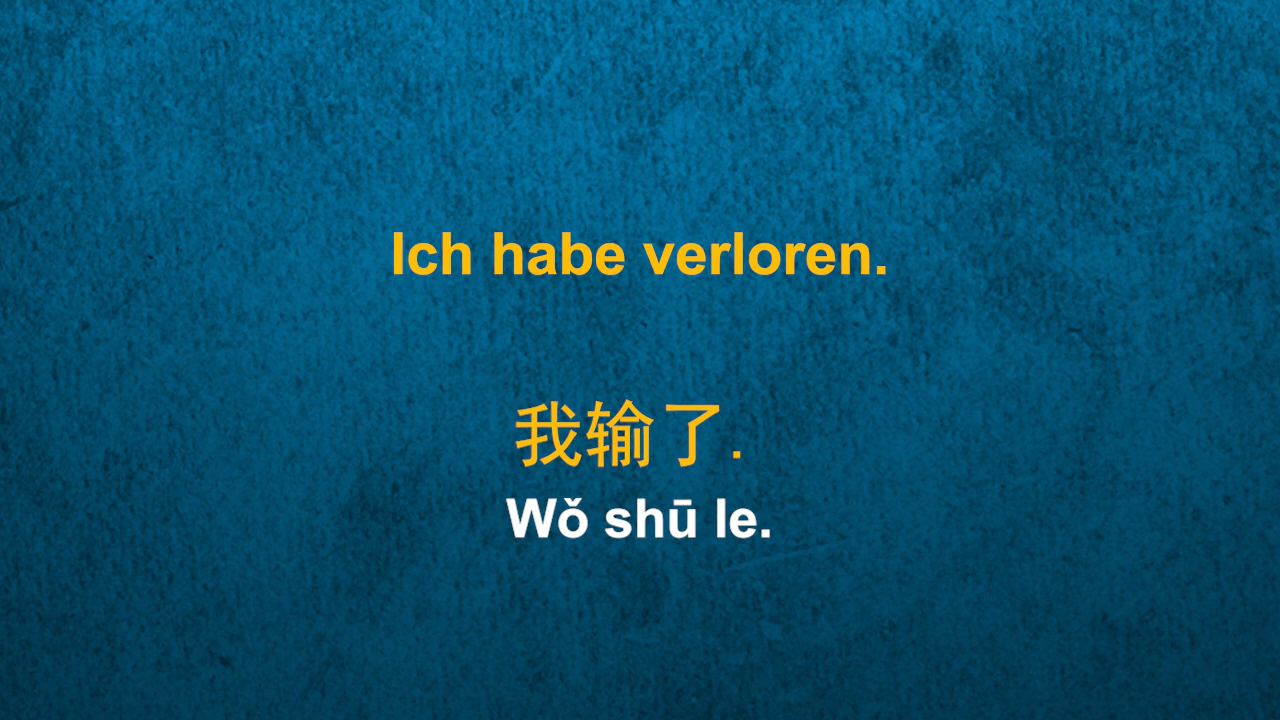 Ich habe verloren.
我输了.
Wǒ shū le.